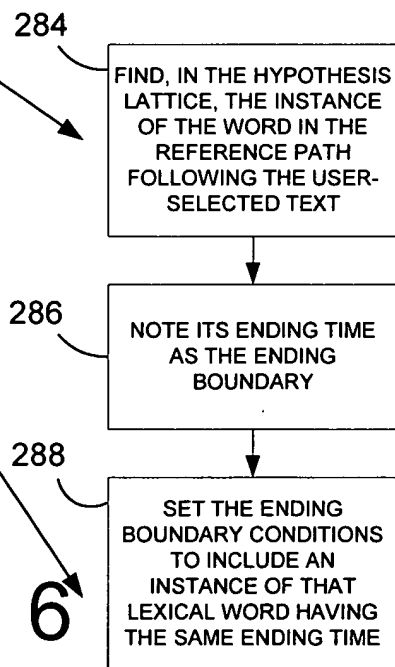 284
FIND, IN THE HYPOTHESIS
LATTICE, THE INSTANCE
OF THE WORD IN THE
REFERENCE PATH
FOLLOWING THE USER-
SELECTED TEXT
286
NOTE ITS ENDING TIME
AS THE ENDING
BOUNDARY
288
SET THE ENDING
BOUNDARY CONDITIONS
TO INCLUDE AN
INSTANCE OF THAT
LEXICAL WORD HAVING
THE SAME ENDING TIME
6